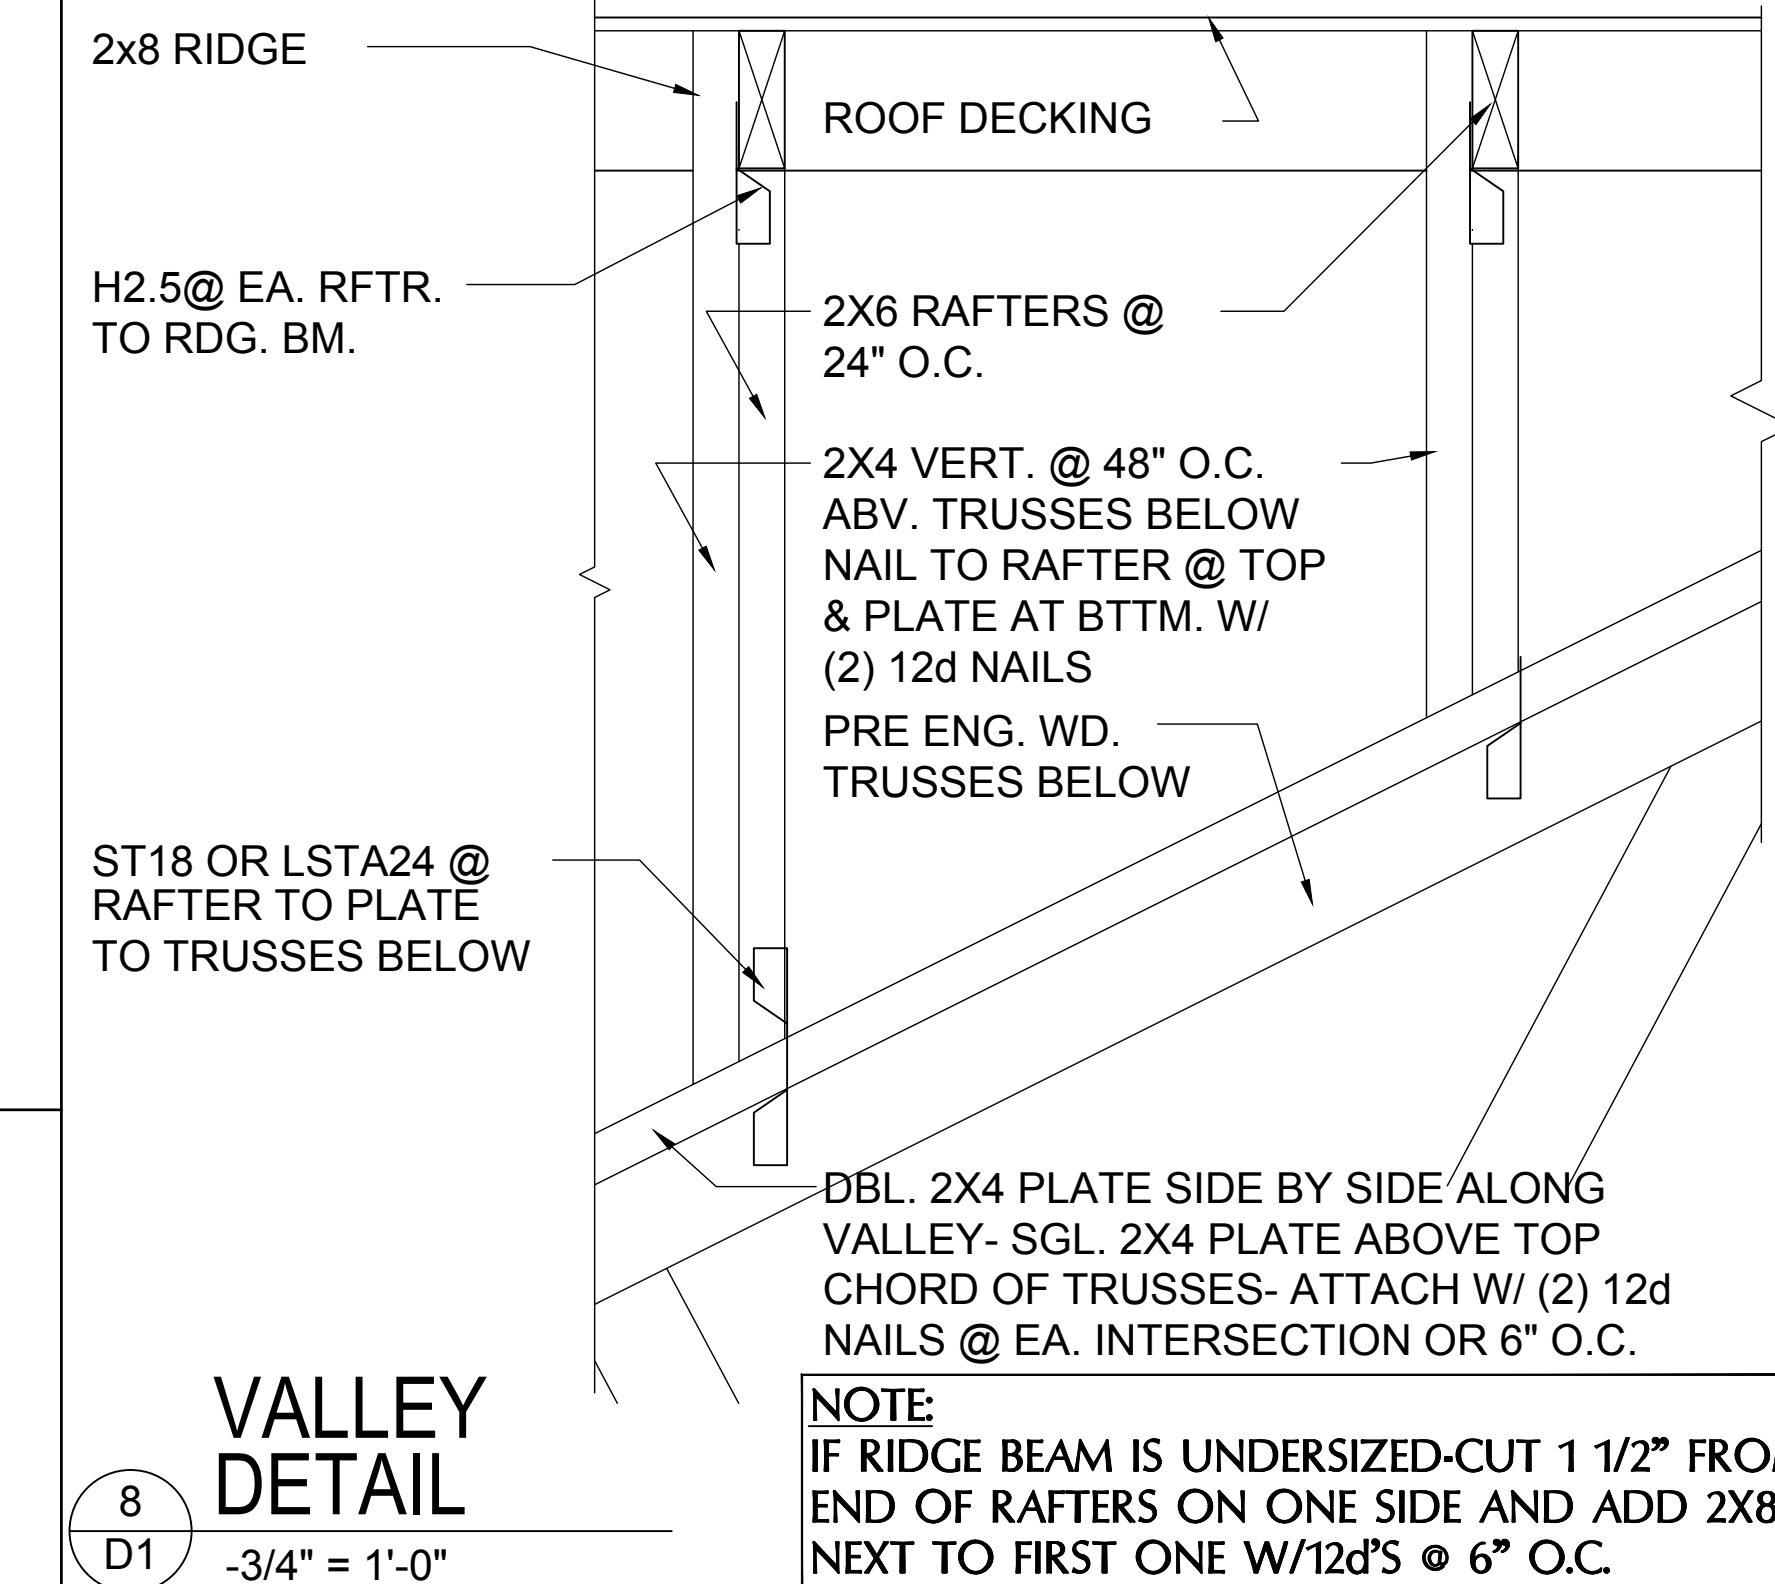 2x8 RIDGE
ROOF DECKING
H2.5@ EA. RFTR.
TO RDG. BM.
2X6 RAFTERS @
24" O.C.
2X4 VERT. @ 48" O.C.
ABV. TRUSSES BELOW
NAIL TO RAFTER @ TOP
& PLATE AT BTTM. W/
(2) 12d NAILS
PRE ENG. WD.
TRUSSES BELOW
ST18 OR LSTA24 @
RAFTER TO PLATE
TO TRUSSES BELOW
DBL. 2X4 PLATE SIDE BY SIDE ALONG
VALLEY- SGL. 2X4 PLATE ABOVE TOP
CHORD OF TRUSSES- ATTACH W/ (2) 12d
NAILS @ EA. INTERSECTION OR 6" O.C.
VALLEY
DETAIL
8
D1
-3/4" = 1'-0"
NOTE:
IF RIDGE BEAM IS UNDERSIZED-CUT 1 1/2” FROM
END OF RAFTERS ON ONE SIDE AND ADD 2X8
NEXT TO FIRST ONE W/12d'S @ 6” O.C.